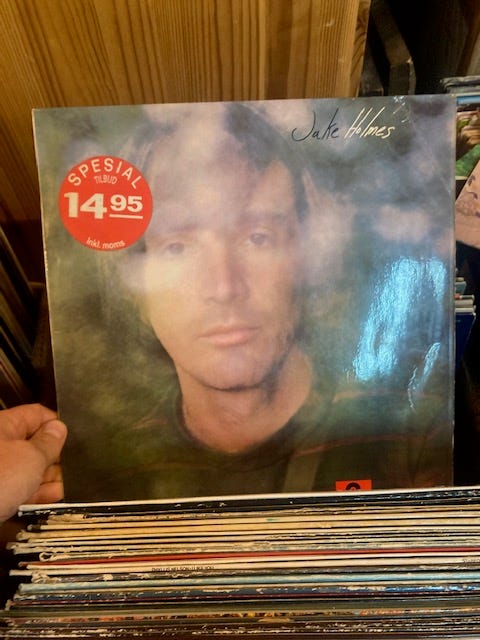 Jake Holmes
SPESIAL
TILBUD
14 95
inkl. moms